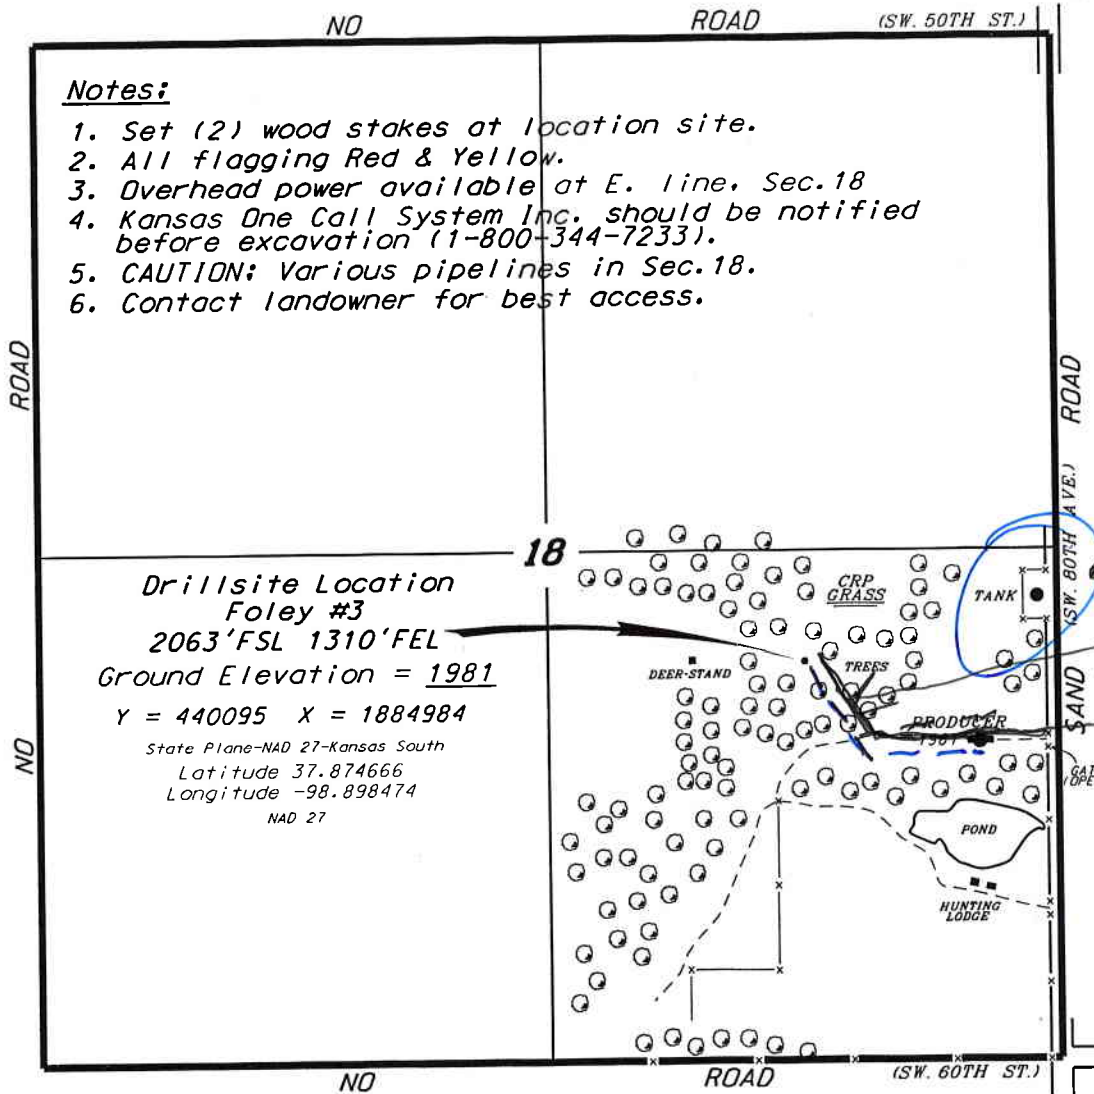 NO
ROAD
(SW. 50TH ST.)
Notes:
1. Set (2) wood stakes at location site.
2. All flagging Red & Yellow.
3. Overhead power available at E. line, Sec. 18
4. Kansas One Call System Inc. should be notified
before excavation (1-800-344-7233).
5. CAUTION: Various pipelines in Sec. 18.
6. Contact landowner for best access.
ROAD
ROAD
(SW. 80TH AVE.)
18
Drillsite Location
Foley #3
2063'FSL 1310'FEL
Ground Elevation = 1981
Y = 440095 X = 1884984
State Plane-NAD 27-Kansas South
Latitude 37.874666
Longitude -98.898474
NAD 27
CRP
GRASS
TANK
DEER-STAND
TREES
PRODUCER
SAND
NO
POND
HUNTING
LODGE
NO
ROAD
(SW. 60TH ST.)